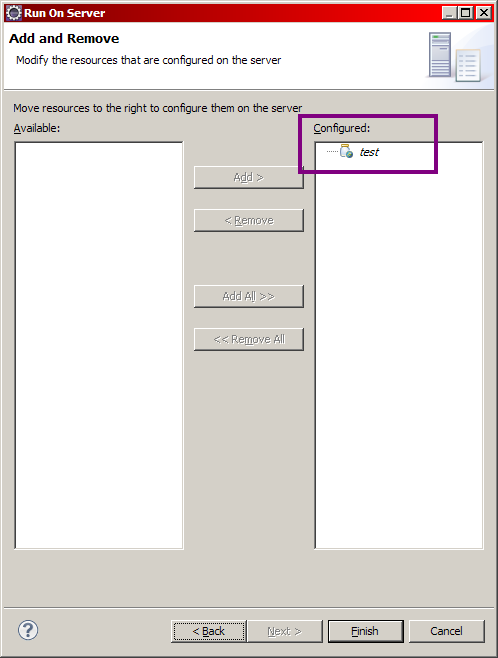 Run On Server
Add and Remove
Modify the resources that are configured on the server
Move resources to the right to configure them on the server
Available:
Configured:
test
Add >
< Remove
Add All >>
<< Remove All
?
< Back
Next >
Finish
Cancel